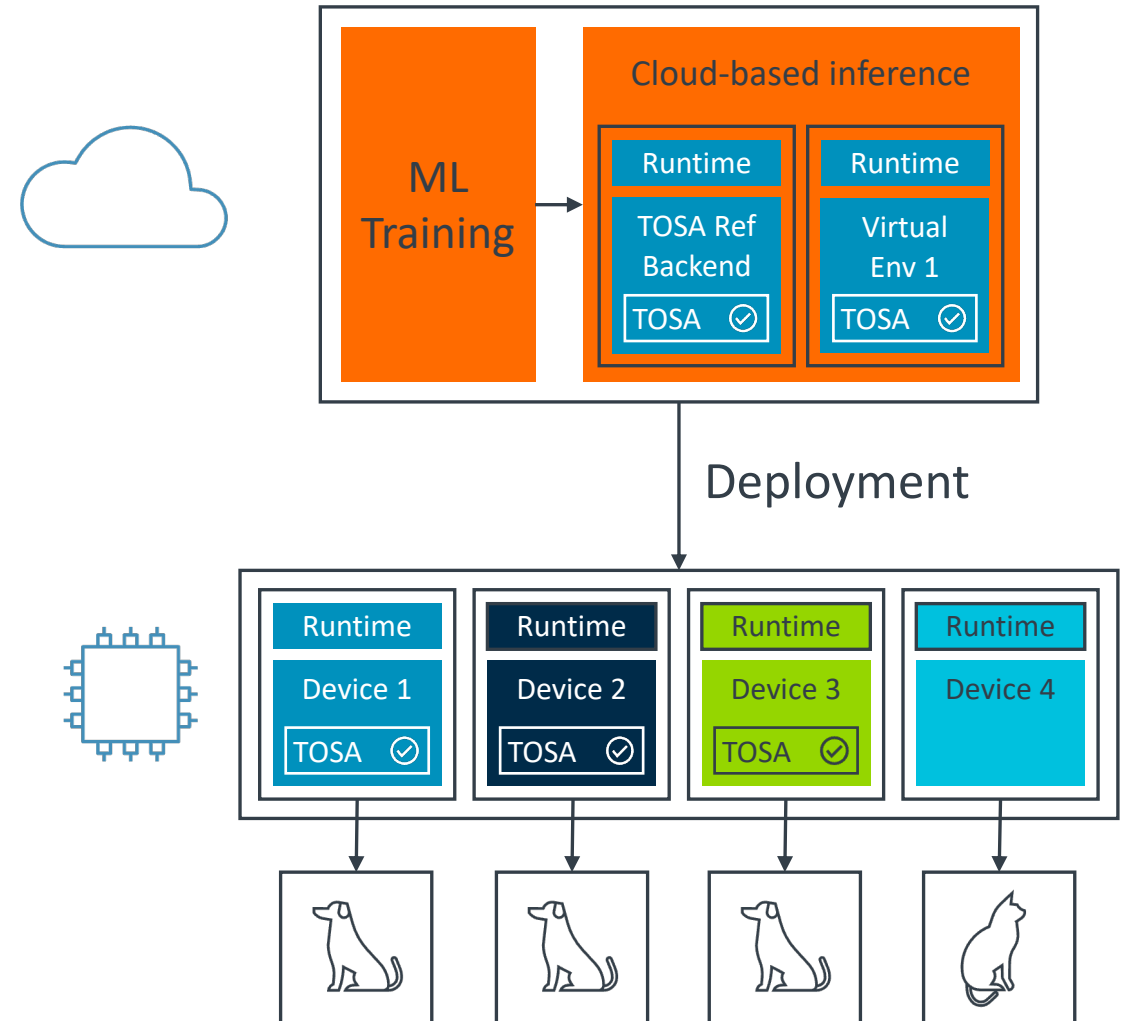 ML
Training
Cloud-based inference
Runtime
TOSA Ref
Backend
TOSA
Runtime
Virtual
Env 1
TOSA
Deployment
Runtime
Device 1
TOSA
Runtime
Device 2
TOSA
Runtime
Device 3
TOSA
Runtime
Device 4